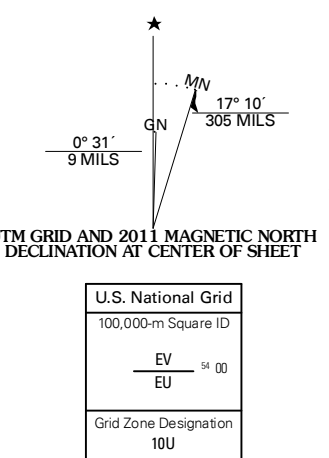 ★
MN
17° 10´
305 MILS
GN
0° 31´
9 MILS
UTM GRID AND 2011 MAGNETIC NORTH
DECLINATION AT CENTER OF SHEET
U.S. National Grid
100,000-m Square ID
EV
54 00
EU
Grid Zone Designation
10U